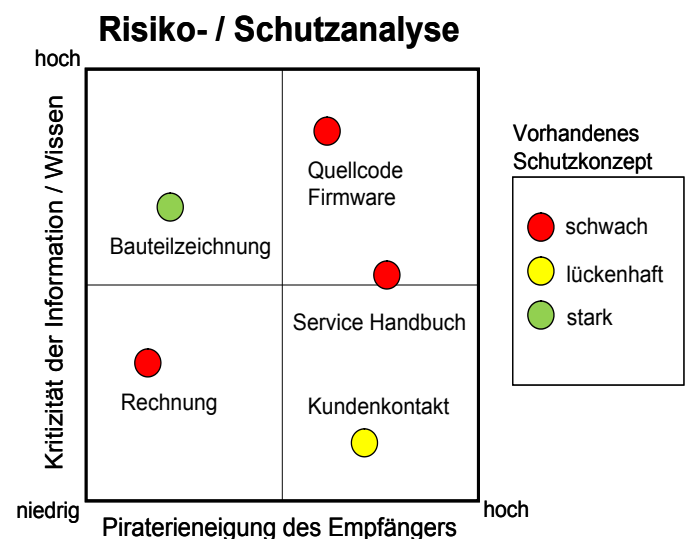 Risiko- / Schutzanalyse
hoch
Kritizität der Information / Wissen
Quellcode
Firmware
Bauteilzeichnung
Service Handbuch
Rechnung
Kundenkontakt
niedrig
hoch
Piraterieneigung des Empfängers
Vorhandenes
Schutzkonzept
schwach
lückenhaft
stark